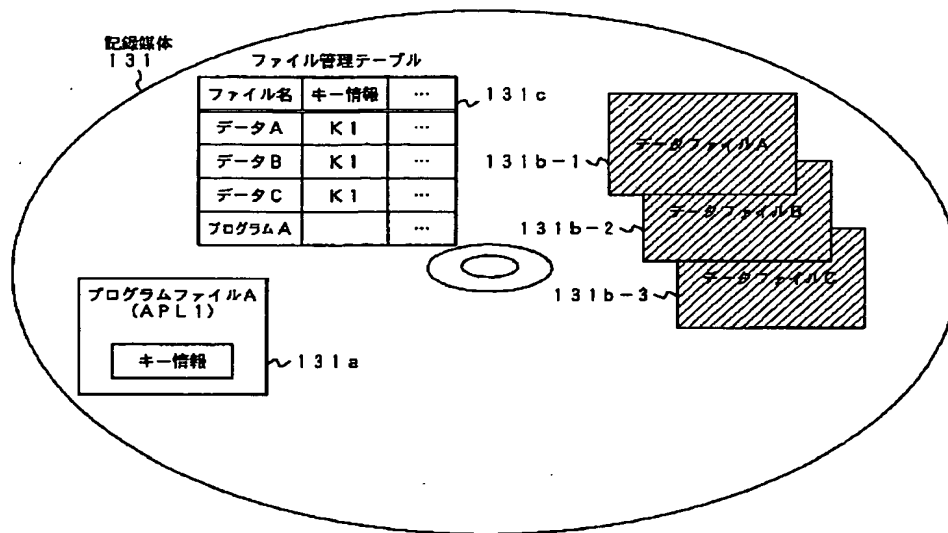 記録媒体
131
ファイル管理テーブル
ファイル名 キー情報 …
データA K1 …
データB K1 …
データC K1 …
プログラムA …
131c
データファイルA
131b-1
データファイルB
131b-2
データファイルC
131b-3
プログラムファイルA
(APL1)
キー情報
131a